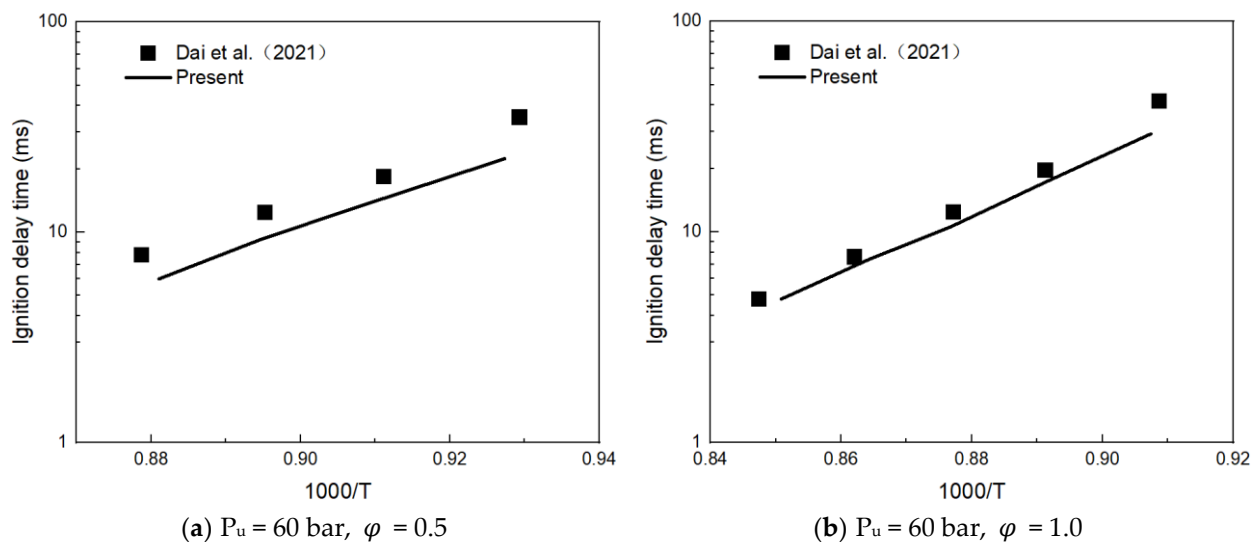 100
10
1
Ignition delay time (ms)
Dai et al.（2021）
Present
0.88 0.90 0.92 0.94
1000/T
(a) Pu = 60 bar, φ = 0.5
100
10
1
Ignition delay time (ms)
Dai et al.（2021）
Present
0.84 0.86 0.88 0.90 0.92
1000/T
(b) Pu = 60 bar, φ = 1.0